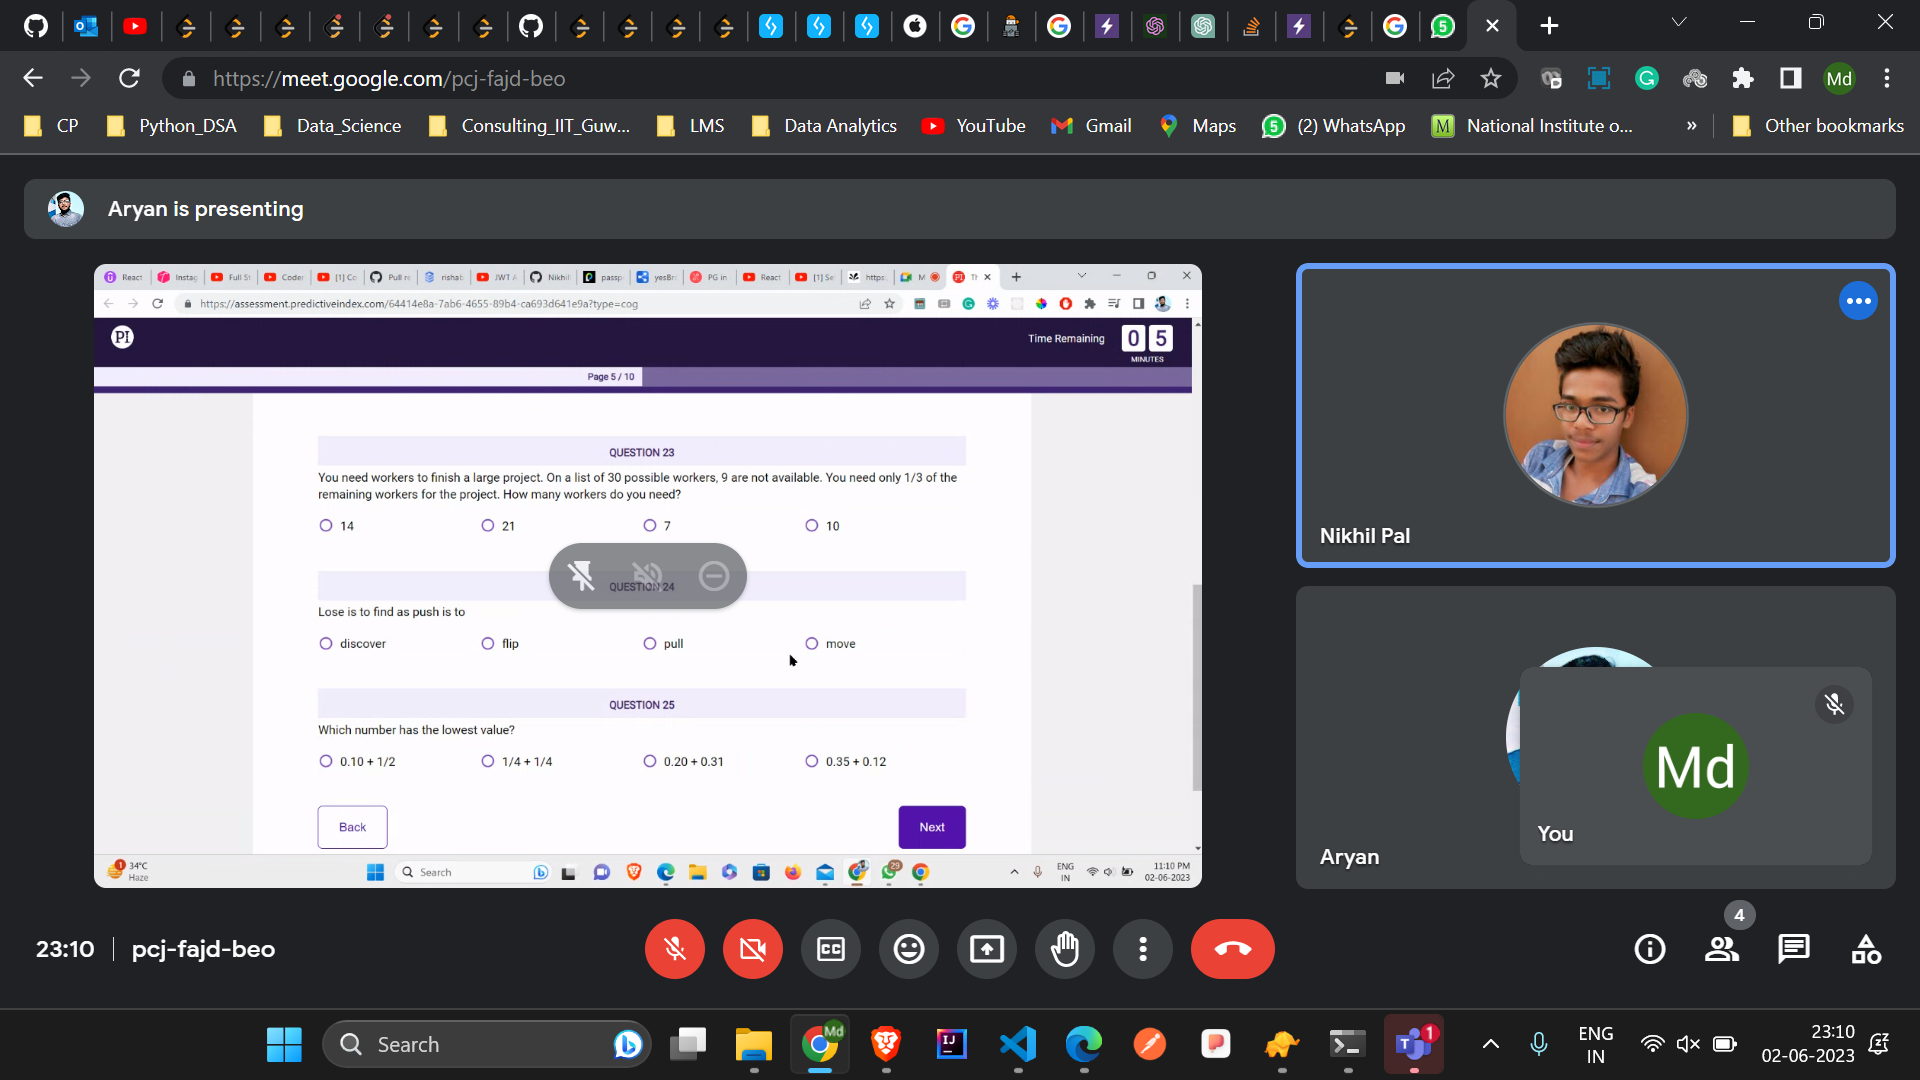 https://meet.google.com/pcj-fajd-beo
Md
CP
Python_DSA
Data_Science
Consulting_IIT_Guw...
LMS
Data Analytics
YouTube
Gmail
Maps
(2) WhatsApp
National Institute o...
»
Other bookmarks
Aryan is presenting
https://assessment.predictiveindex.com/64414e8a-7ab6-4655-89b4-ca693d641e9a?type=cog
PI
Time Remaining
0 5
MINUTES
Page 5 / 10
QUESTION 23
You need workers to finish a large project. On a list of 30 possible workers, 9 are not available. You need only 1/3 of the
remaining workers for the project. How many workers do you need?
14
21
7
10
QUESTION 24
Lose is to find as push is to
discover
flip
pull
move
QUESTION 25
Which number has the lowest value?
0.10 + 1/2
1/4 + 1/4
0.20 + 0.31
0.35 + 0.12
Back
Next
34°C
Haze
Search
29
ENG
IN
11:10 PM
02-06-2023
Nikhil Pal
Md
You
Aryan
23:10
pcj-fajd-beo
4
Search
Md
1
ENG
IN
23:10
02-06-2023